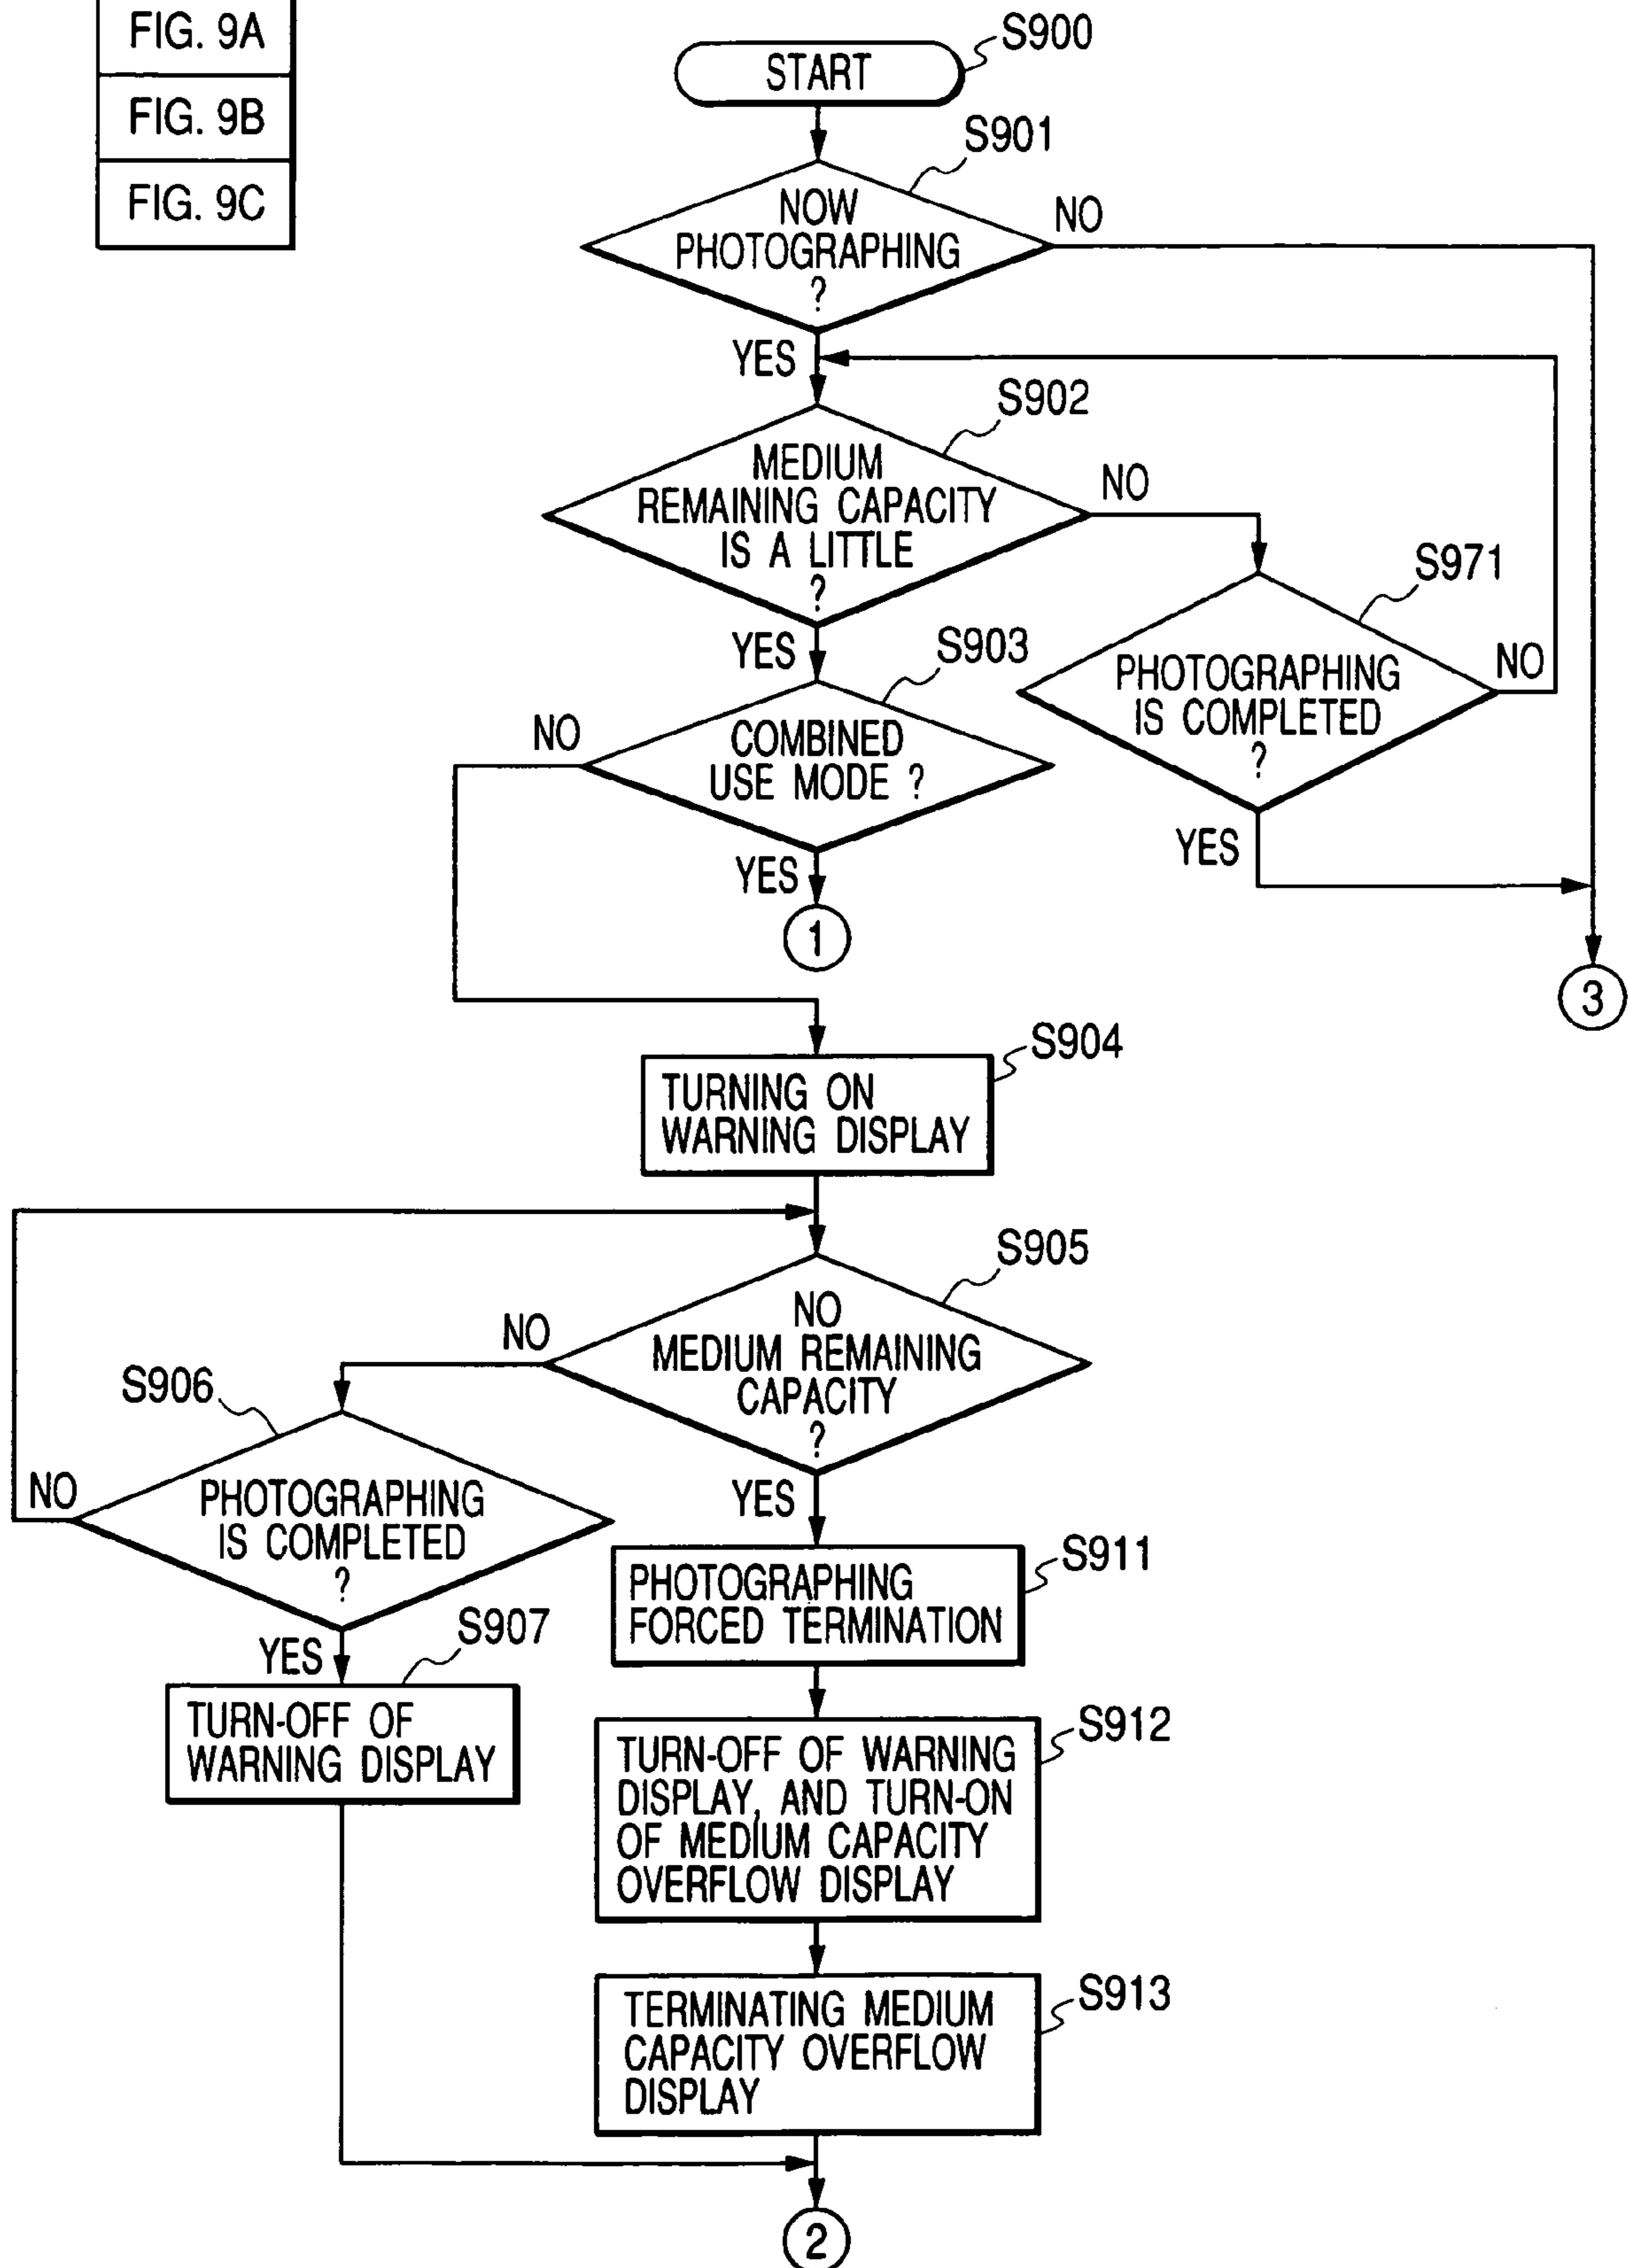 FIG. 9A
FIG. 9B
FIG. 9C
START
S900
S901
NOW
PHOTOGRAPHING
?
NO
YES
S902
MEDIUM
REMAINING CAPACITY
IS A LITTLE
?
NO
YES
S971
PHOTOGRAPHING
IS COMPLETED
?
NO
YES
S903
COMBINED
USE MODE ?
NO
YES
1
3
S904
TURNING ON
WARNING DISPLAY
S905
NO
MEDIUM REMAINING
CAPACITY
?
NO
YES
S906
PHOTOGRAPHING
IS COMPLETED
?
NO
YES
S907
TURN-OFF OF
WARNING DISPLAY
S911
PHOTOGRAPHING
FORCED TERMINATION
S912
TURN-OFF OF WARNING
DISPLAY, AND TURN-ON
OF MEDIUM CAPACITY
OVERFLOW DISPLAY
S913
TERMINATING MEDIUM
CAPACITY OVERFLOW
DISPLAY
2